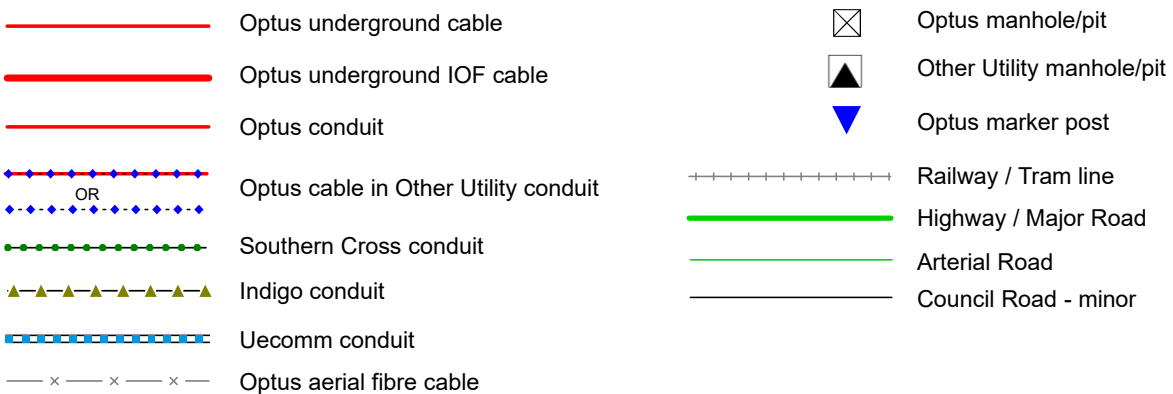 Optus underground cable
Optus underground IOF cable
Optus conduit
OR
Optus cable in Other Utility conduit
Southern Cross conduit
Indigo conduit
Uecomm conduit
Optus aerial fibre cable
Optus manhole/pit
Other Utility manhole/pit
Optus marker post
Railway / Tram line
Highway / Major Road
Arterial Road
Council Road - minor